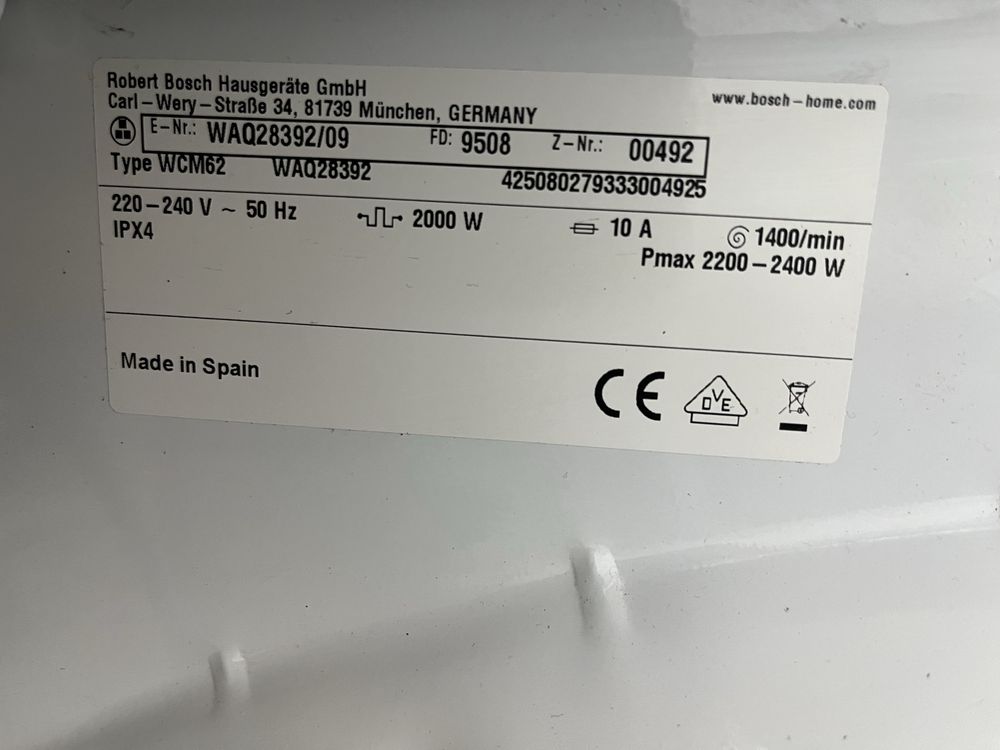 Robert Bosch Hausgeräte GmbH
www.bosch-home.com
Carl-Wery-Straße 34, 81739 München, GERMANY
E-Nr.: WAQ28392/09 FD: 9508 Z-Nr.: 00492
Type WCM62 WAQ28392 425080279333004925
220-240 V ~ 50 Hz 2000 W 10 A 1400/min
IPX4 Pmax 2200-2400 W
Made in Spain
CE DVE